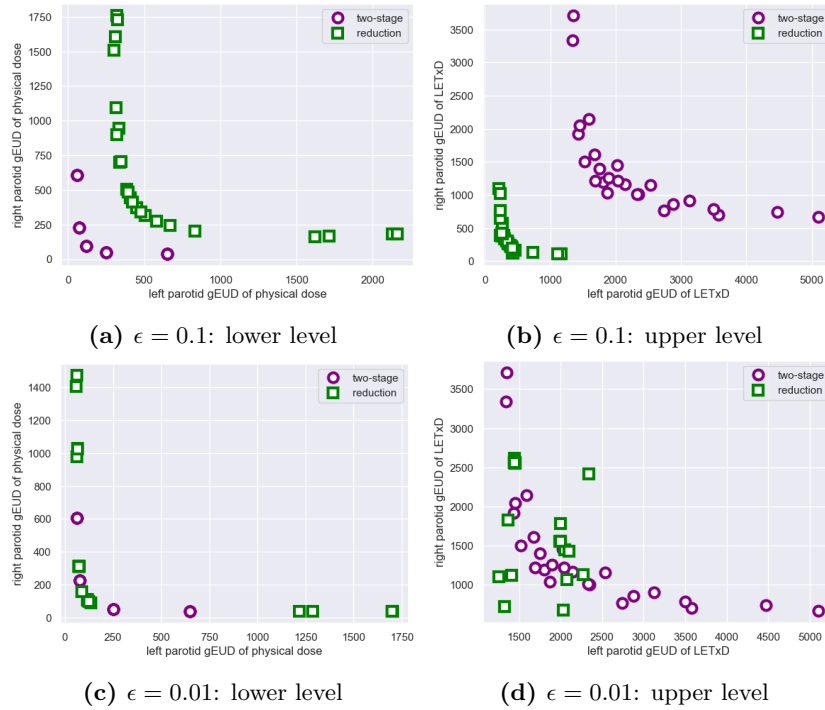 1750
1500
1250
1000
750
500
250
0
right parotid gEUD of physical dose
two-stage
reduction
0 500 1000 1500 2000
left parotid gEUD of physical dose
(a) ϵ = 0.1: lower level
3500
3000
2500
2000
1500
1000
500
0
right parotid gEUD of LETxD
two-stage
reduction
0 1000 2000 3000 4000 5000
left parotid gEUD of LETxD
(b) ϵ = 0.1: upper level
1400
1200
1000
800
600
400
200
0
right parotid gEUD of physical dose
two-stage
reduction
0 250 500 750 1000 1250 1500 1750
left parotid gEUD of physical dose
(c) ϵ = 0.01: lower level
3500
3000
2500
2000
1500
1000
right parotid gEUD of LETxD
two-stage
reduction
1500 2000 2500 3000 3500 4000 4500 5000
left parotid gEUD of LETxD
(d) ϵ = 0.01: upper level